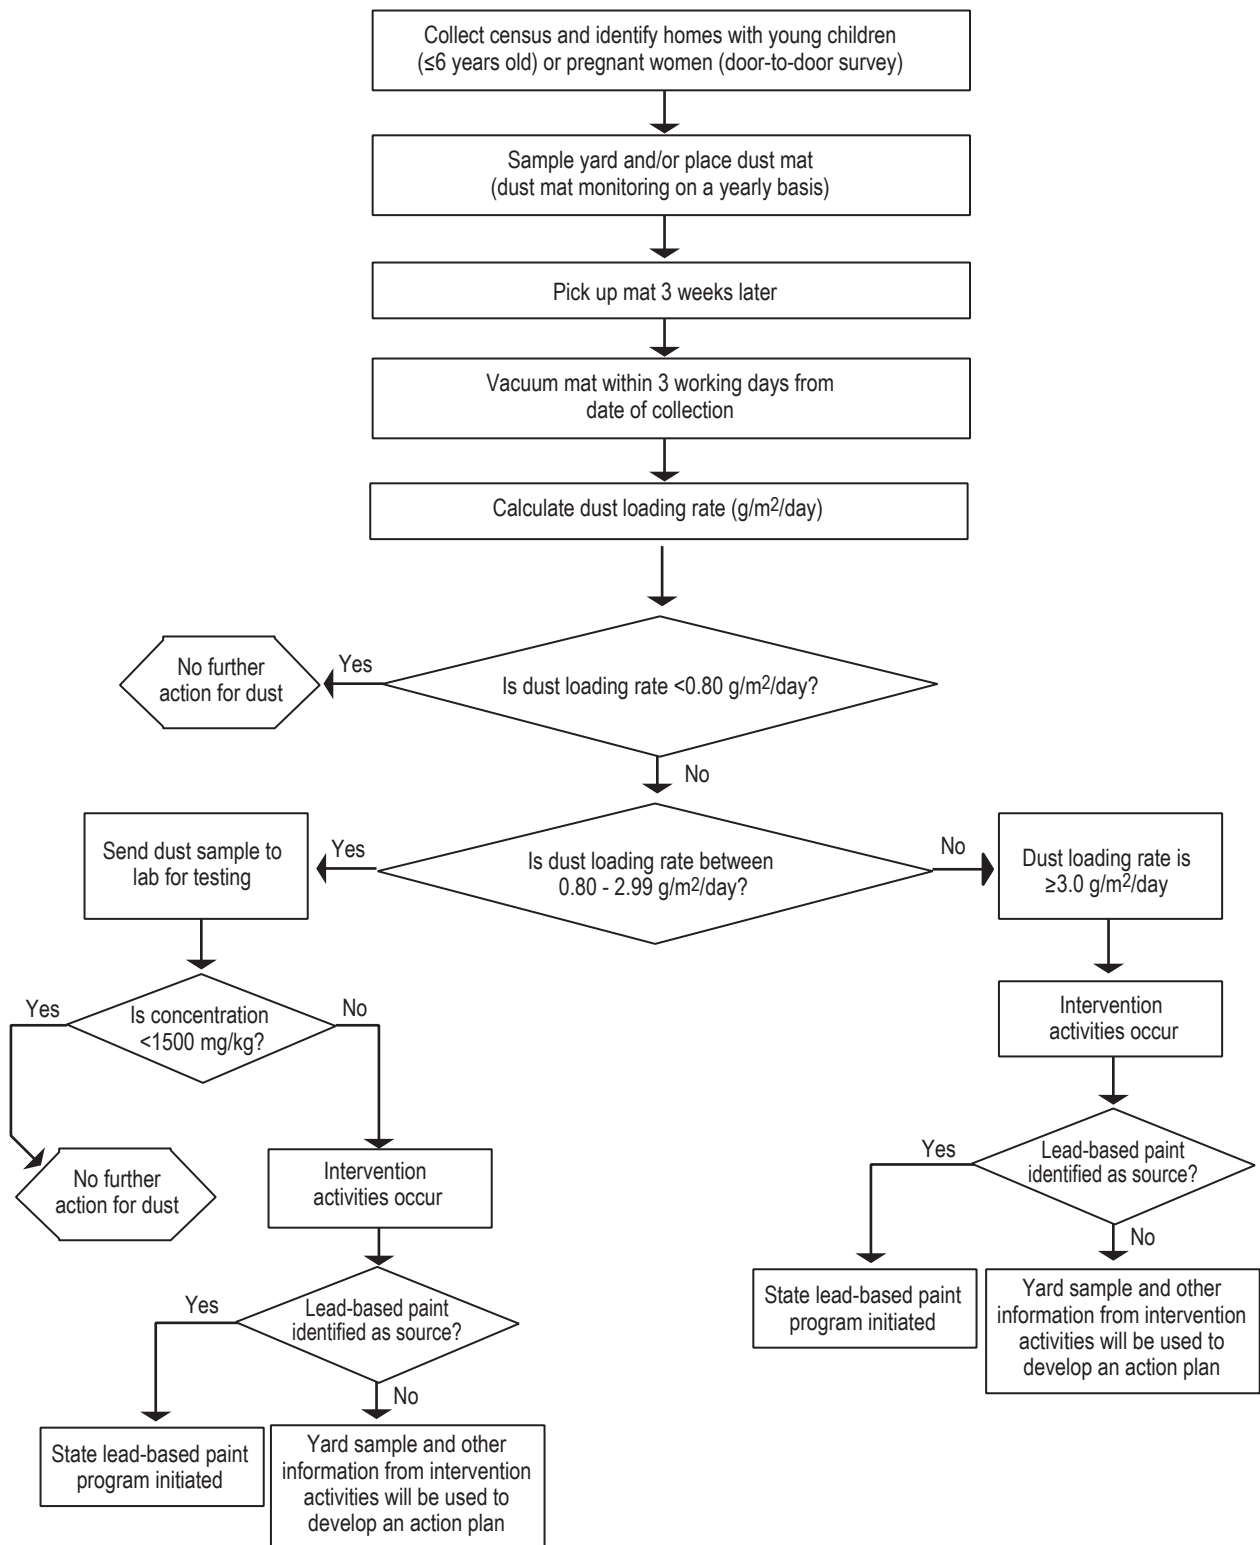 Collect census and identify homes with young children
(≤6 years old) or pregnant women (door-to-door survey)
Sample yard and/or place dust mat
(dust mat monitoring on a yearly basis)
Pick up mat 3 weeks later
Vacuum mat within 3 working days from
date of collection
Calculate dust loading rate (g/m²/day)
Is dust loading rate <0.80 g/m²/day?
Yes
No further
action for dust
No
Is dust loading rate between
0.80 - 2.99 g/m²/day?
Yes
Send dust sample to
lab for testing
No
Dust loading rate is
≥3.0 g/m²/day
Is concentration
<1500 mg/kg?
Yes
No further
action for dust
No
Intervention
activities occur
Lead-based paint
identified as source?
Yes
State lead-based paint
program initiated
No
Yard sample and other
information from intervention
activities will be used to
develop an action plan
Intervention
activities occur
Lead-based paint
identified as source?
Yes
State lead-based paint
program initiated
No
Yard sample and other
information from intervention
activities will be used to
develop an action plan